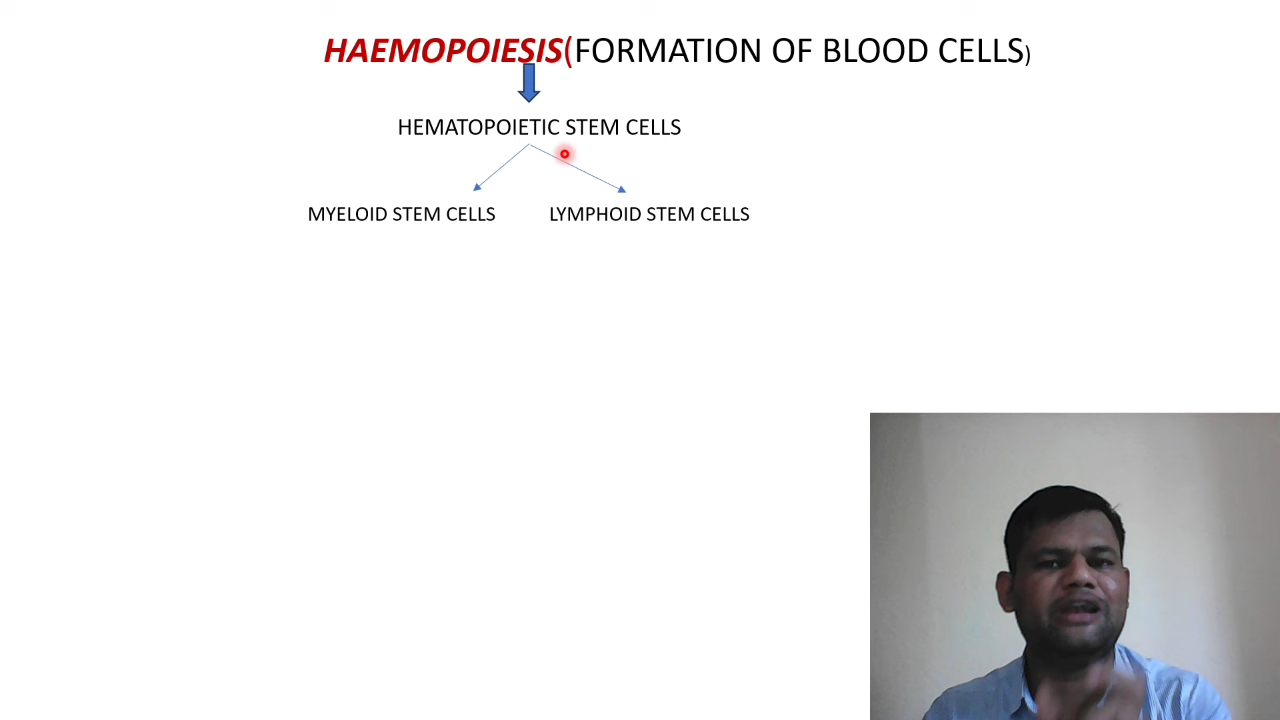 HAEMOPOIESIS(FORMATION OF BLOOD CELLS)
HEMATOPOIETIC STEM CELLS
MYELOID STEM CELLS LYMPHOID STEM CELLS